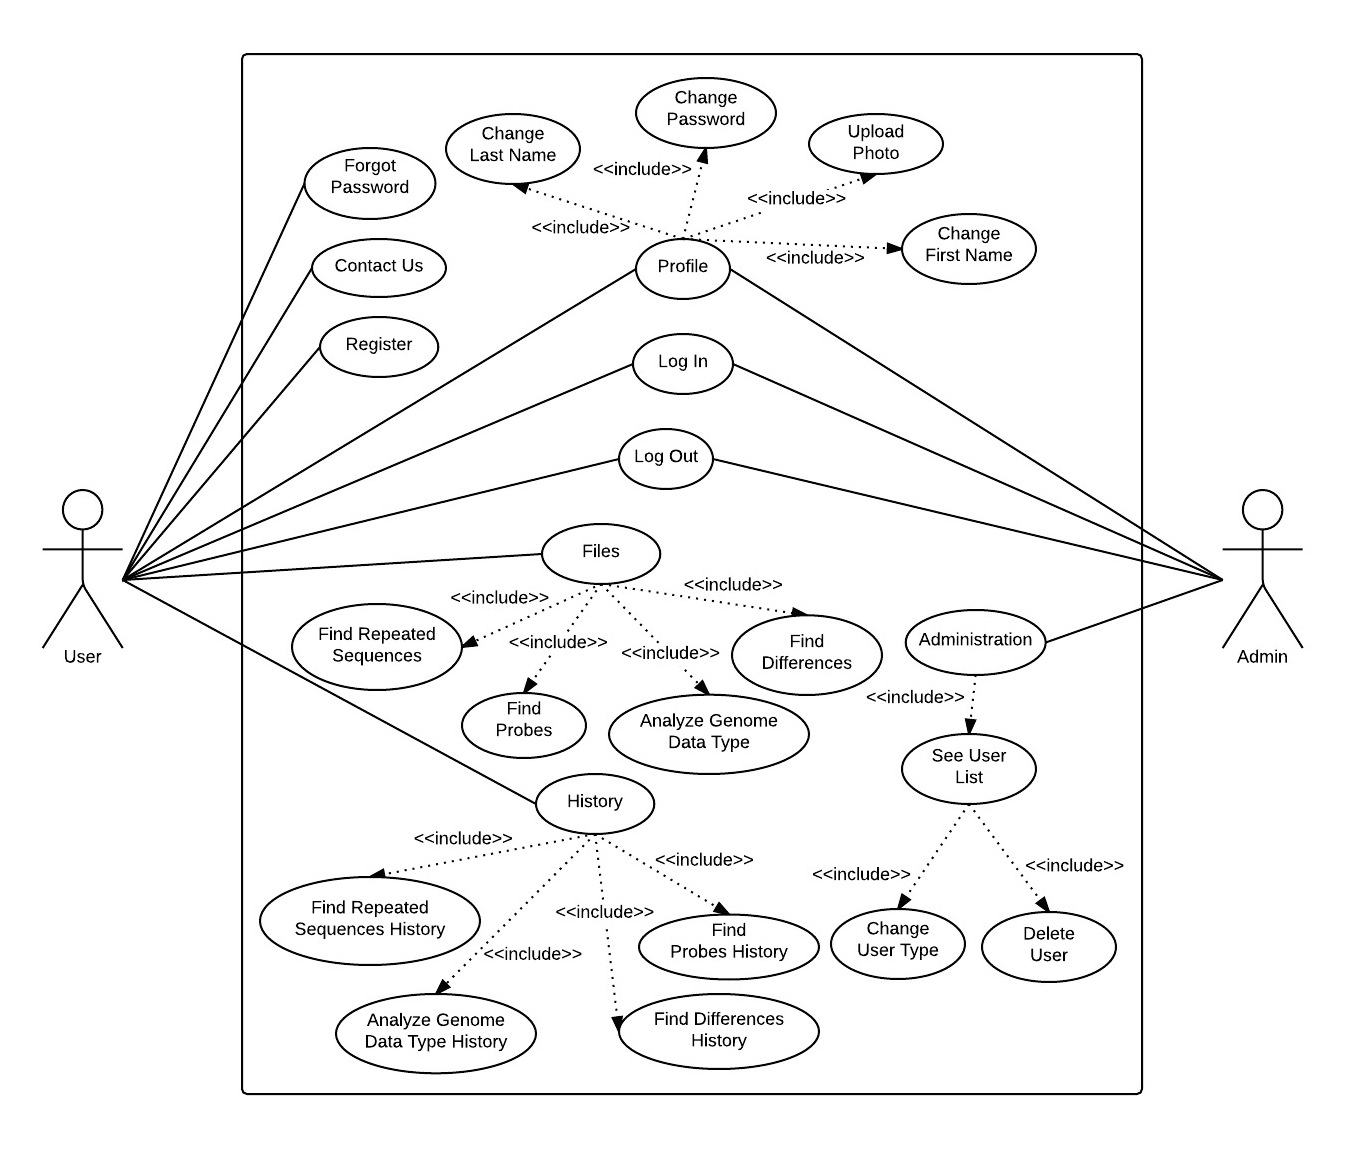 Change
Password
Change
Last Name
Upload
Photo
<<include>>
Forgot
Password
<<include>>
<<include>>
Change
First Name
<<include>>
Contact Us
Profile
Register
Log In
Log Out
Files
<<include>>
<<include>>
Find Repeated
Sequences
<<include>>
<<include>>
Find
Differences
Administration
User
Admin
Find
Probes
Analyze Genome
Data Type
<<include>>
See User
List
History
<<include>>
<<include>>
<<include>>
<<include>>
Find Repeated
Sequences History
<<include>>
<<include>>
Find
Probes History
Change
User Type
Delete
User
Analyze Genome
Data Type History
Find Differences
History